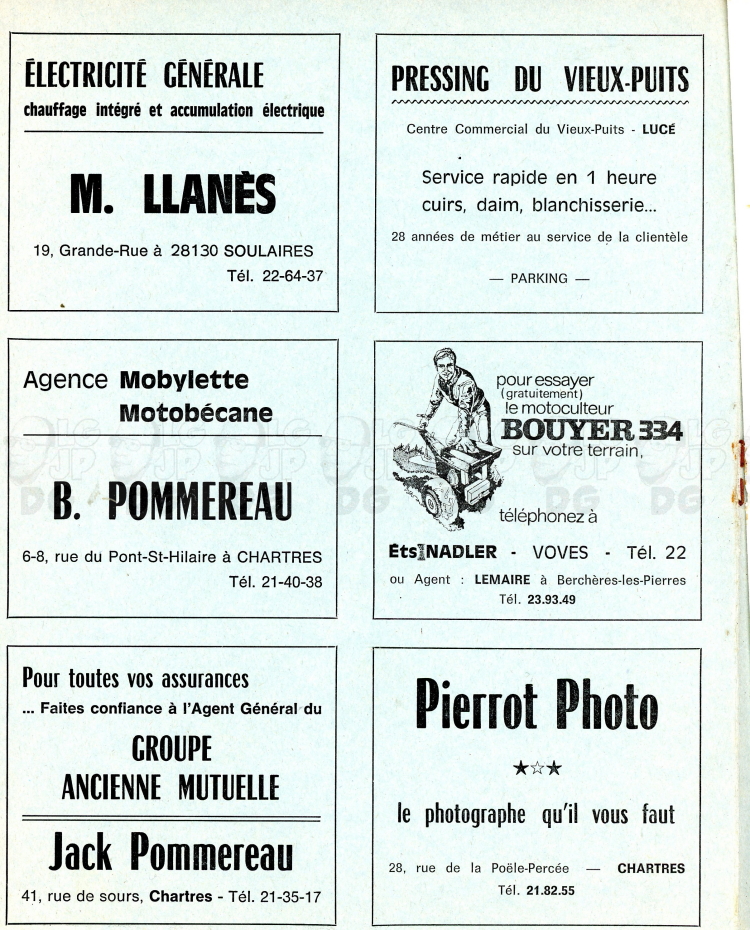 ÉLECTRICITÉ GÉNÉRALE
chauffage intégré et accumulation électrique
M. LLANÈS
19, Grande-Rue à 28130 SOULAIRES
Tél. 22-64-37
PRESSING DU VIEUX-PUITS
Centre Commercial du Vieux-Puits - LUCÉ
Service rapide en 1 heure
cuirs, daim, blanchisserie...
28 années de métier au service de la clientèle
— PARKING —
Agence Mobylette
Motobécane
B. POMMEREAU
6-8, rue du Pont-St-Hilaire à CHARTRES
Tél. 21-40-38
pour essayer
(gratuitement)
le motoculteur
BOUYER 334
sur votre terrain,
téléphonez à
Éts NADLER - VOVES - Tél. 22
ou Agent : LEMAIRE à Berchères-les-Pierres
Tél. 23.93.49
Pour toutes vos assurances
... Faites confiance à l'Agent Général du
GROUPE
ANCIENNE MUTUELLE
Jack Pommereau
41, rue de sours, Chartres - Tél. 21-35-17
Pierrot Photo
le photographe qu'il vous faut
28, rue de la Poële-Percée — CHARTRES
Tél. 21.82.55